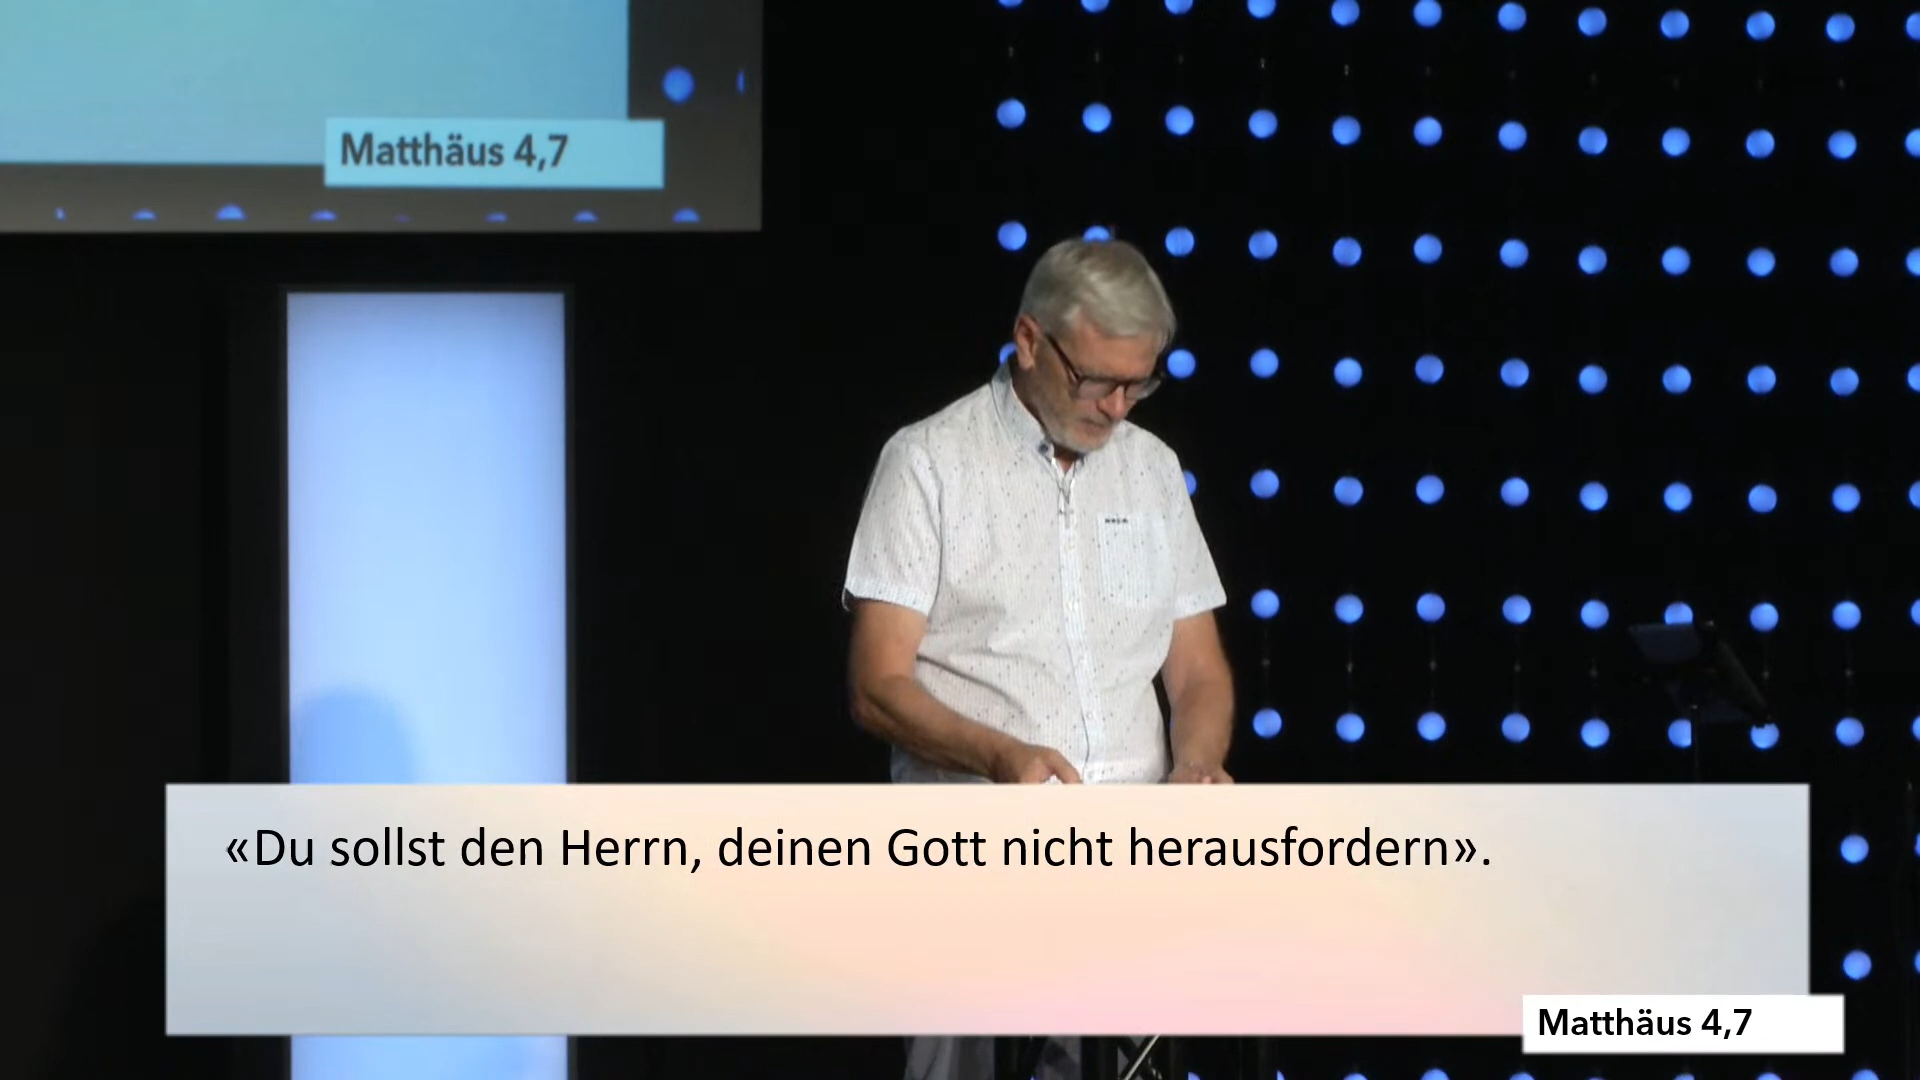 Matthäus 4,7
«Du sollst den Herrn, deinen Gott nicht herausfordern».
Matthäus 4,7